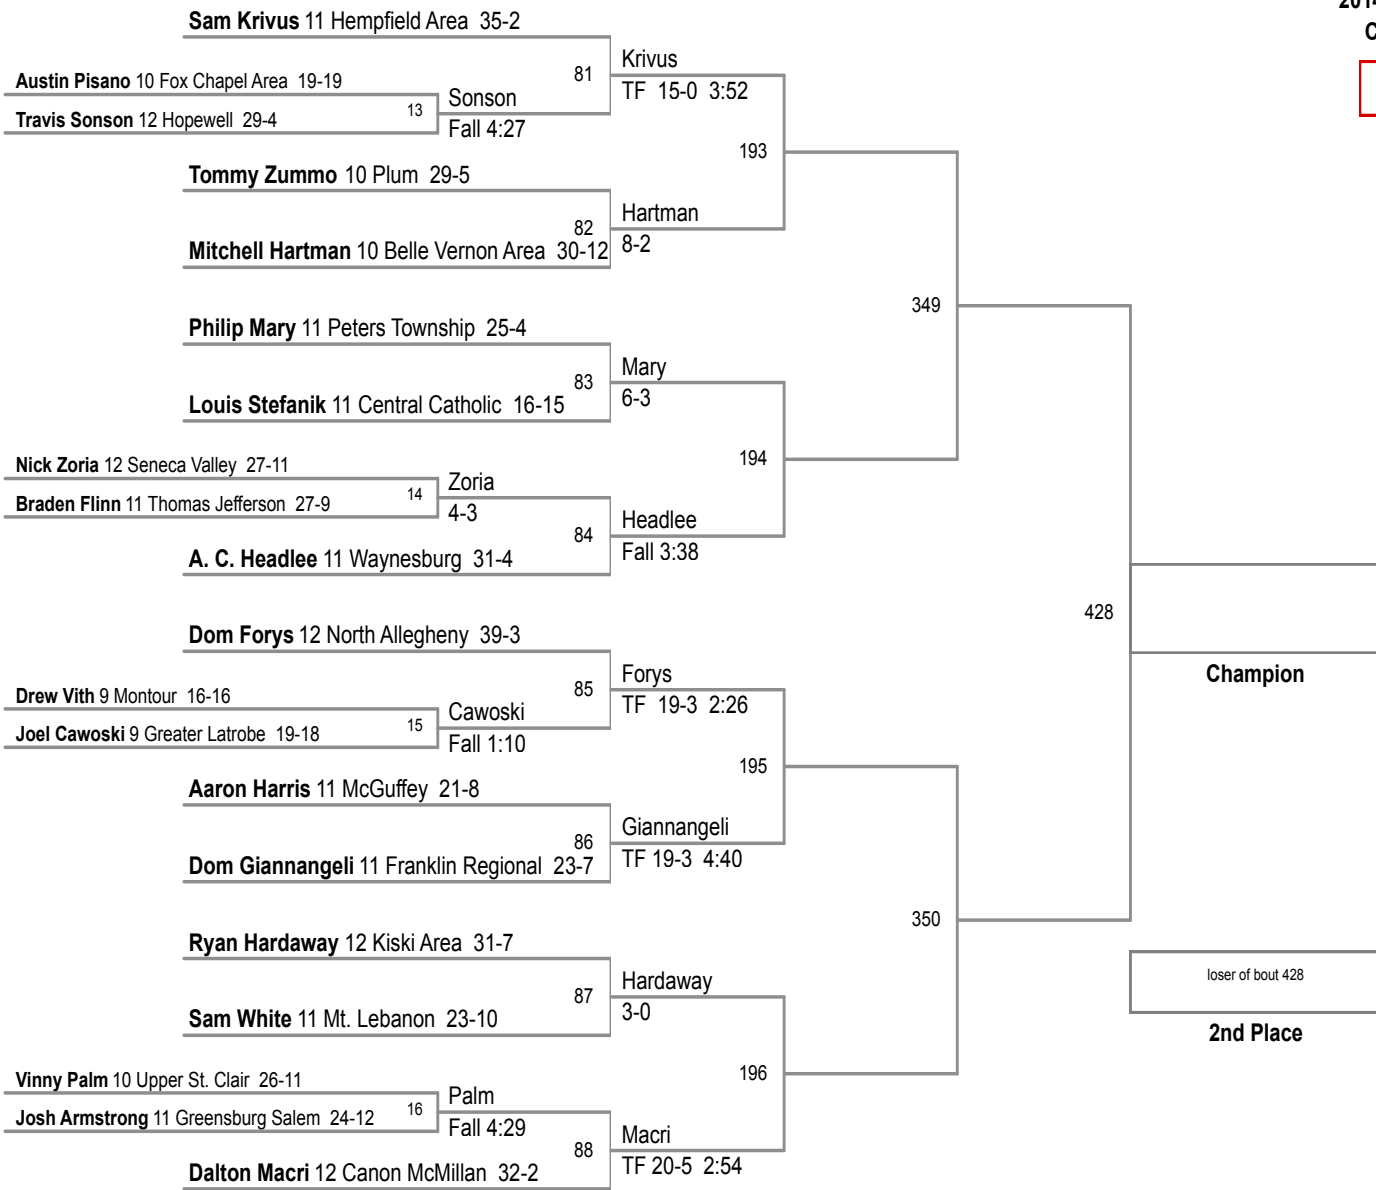 2014
C
Sam Krivus 11 Hempfield Area 35-2
81
Krivus
TF 15-0 3:52
Austin Pisano 10 Fox Chapel Area 19-19
13
Sonson
Fall 4:27
Travis Sonson 12 Hopewell 29-4
193
Tommy Zummo 10 Plum 29-5
82
Hartman
8-2
Mitchell Hartman 10 Belle Vernon Area 30-12
349
Philip Mary 11 Peters Township 25-4
83
Mary
6-3
Louis Stefanik 11 Central Catholic 16-15
194
Nick Zoria 12 Seneca Valley 27-11
14
Zoria
4-3
Braden Flinn 11 Thomas Jefferson 27-9
84
Headlee
Fall 3:38
A. C. Headlee 11 Waynesburg 31-4
428
Champion
Dom Forys 12 North Allegheny 39-3
85
Forys
TF 19-3 2:26
Drew Vith 9 Montour 16-16
15
Cawoski
Fall 1:10
Joel Cawoski 9 Greater Latrobe 19-18
195
Aaron Harris 11 McGuffey 21-8
86
Giannangeli
TF 19-3 4:40
Dom Giannangeli 11 Franklin Regional 23-7
350
Ryan Hardaway 12 Kiski Area 31-7
87
Hardaway
3-0
Sam White 11 Mt. Lebanon 23-10
loser of bout 428
2nd Place
196
Vinny Palm 10 Upper St. Clair 26-11
16
Palm
Fall 4:29
Josh Armstrong 11 Greensburg Salem 24-12
88
Macri
TF 20-5 2:54
Dalton Macri 12 Canon McMillan 32-2